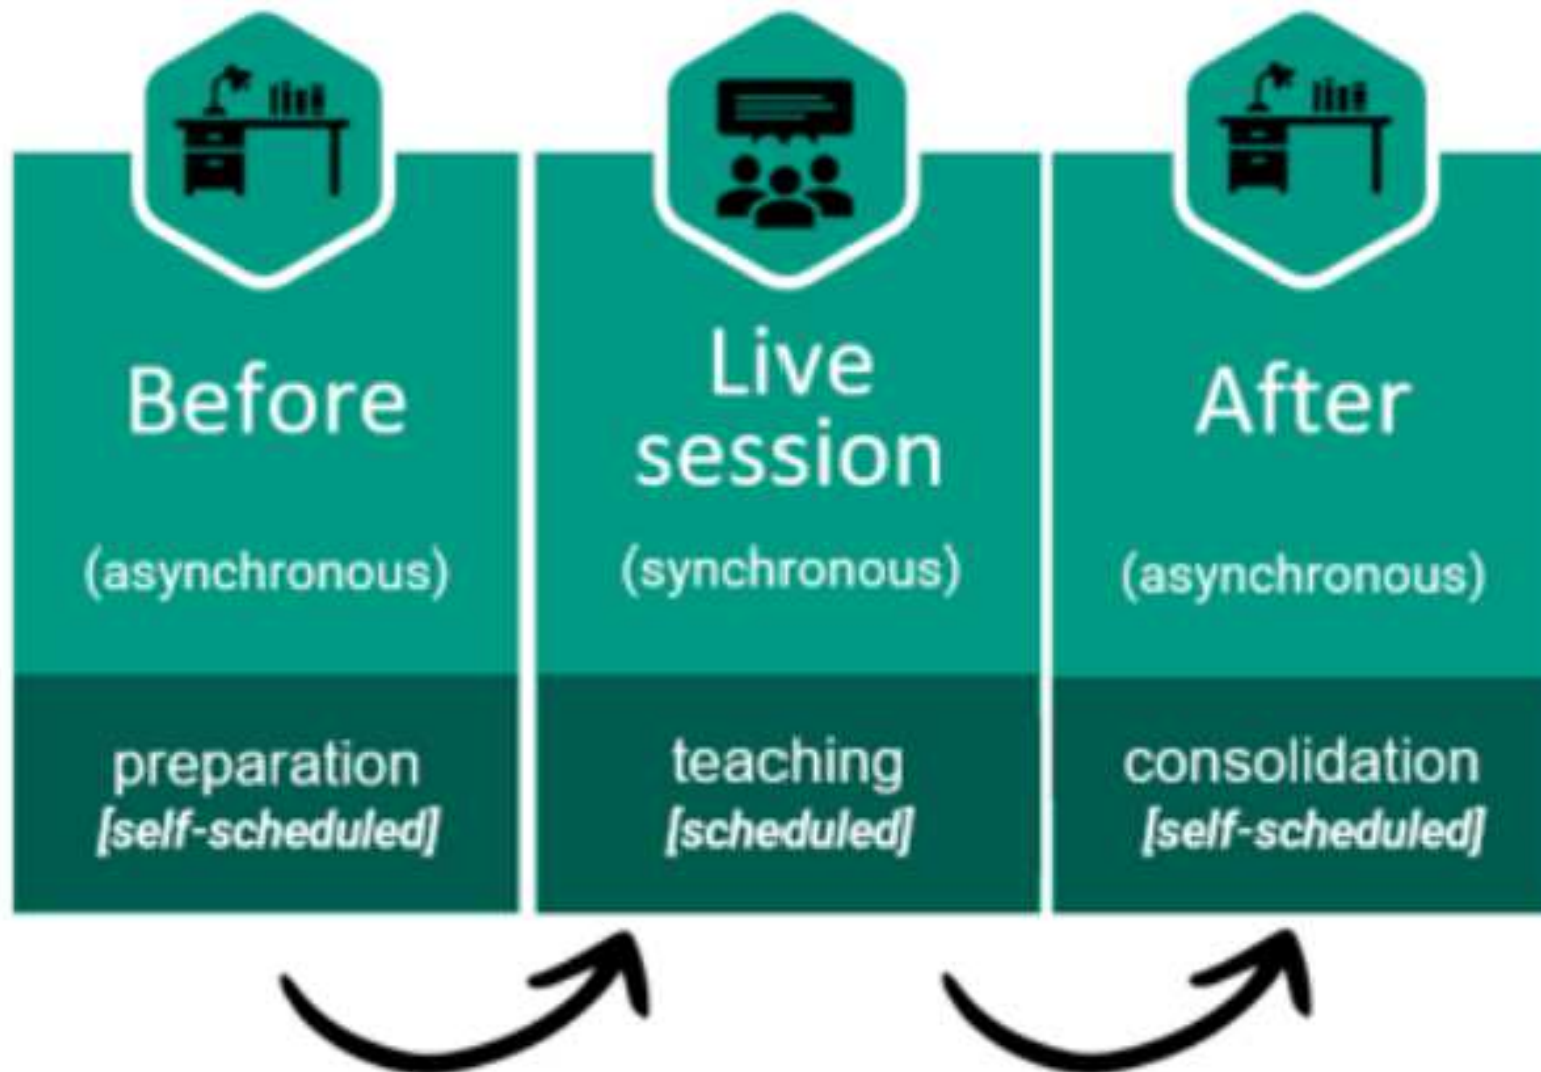 Before
(asynchronous)
preparation
[self-scheduled]
Live
session
(synchronous)
teaching
[scheduled]
After
(asynchronous)
consolidation
[self-scheduled]